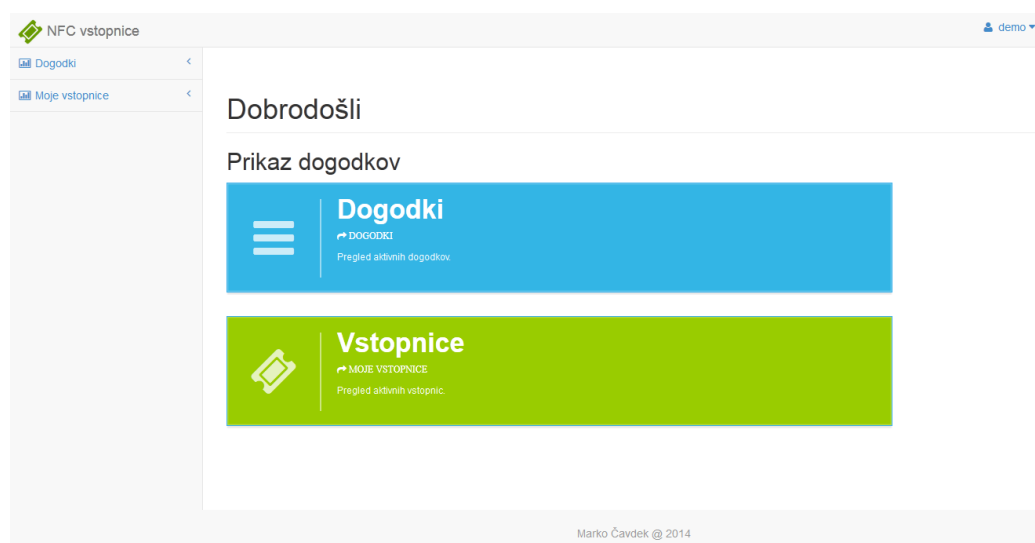 NFC vstopnice
demo
Dogodki
Moje vstopnice
Dobrodošli
Prikaz dogodkov
Dogodki
DOGODKI
Pregled aktivnih dogodkov.
Vstopnice
MOJE VSTOPNICE
Pregled aktivnih vstopnic.
Marko Čavdek @ 2014